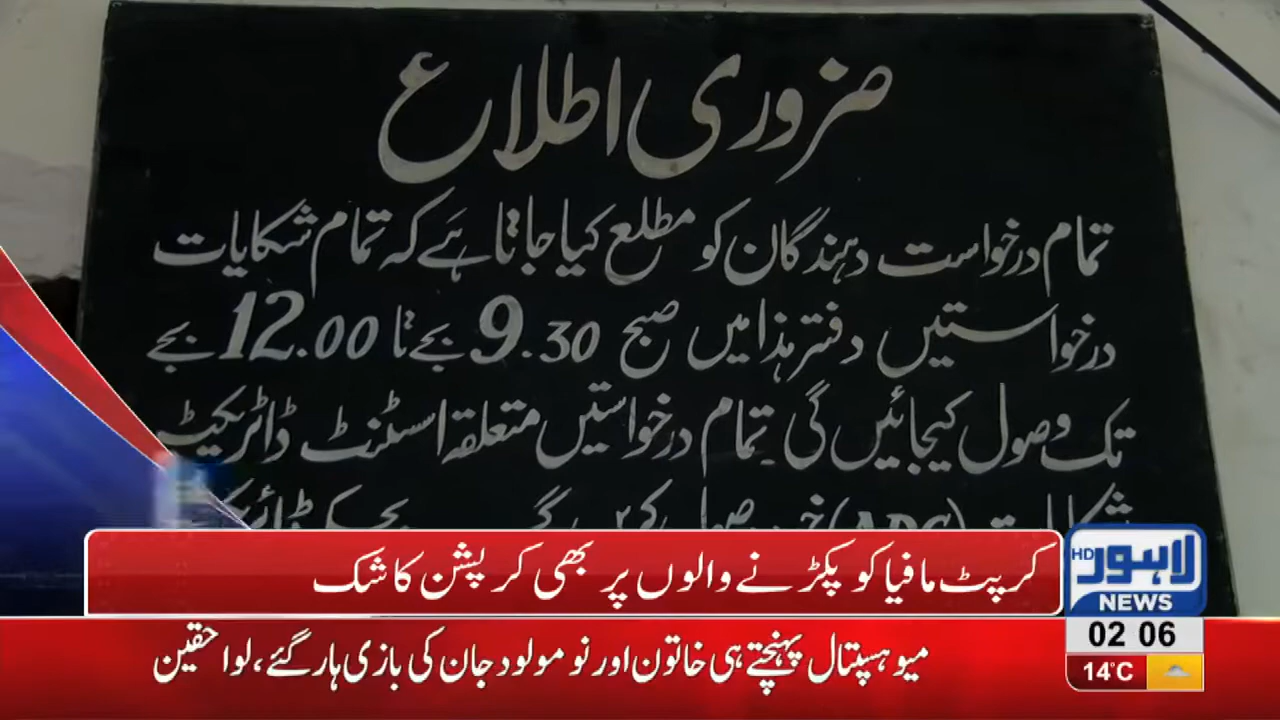 ضروری اطلاع
تمام درخواست دہندگان کو مطلع کیا جاتا ہے کہ تمام شکایات
درخواستیں دفتر ہذا میں صبح 9.30 بجے تا 12.00 بجے
تک وصول کیجائیں گی۔ تمام درخواستیں متعلقہ اسسٹنٹ ڈائریکٹر
کرپٹ مافیا کو پکڑنے والوں پر بھی کرپشن کا شک
HD لاہور
NEWS
02 06
14°C
میو ہسپتال پہنچتے ہی خاتون اور نومولود جان کی بازی ہار گئے، لواحقین